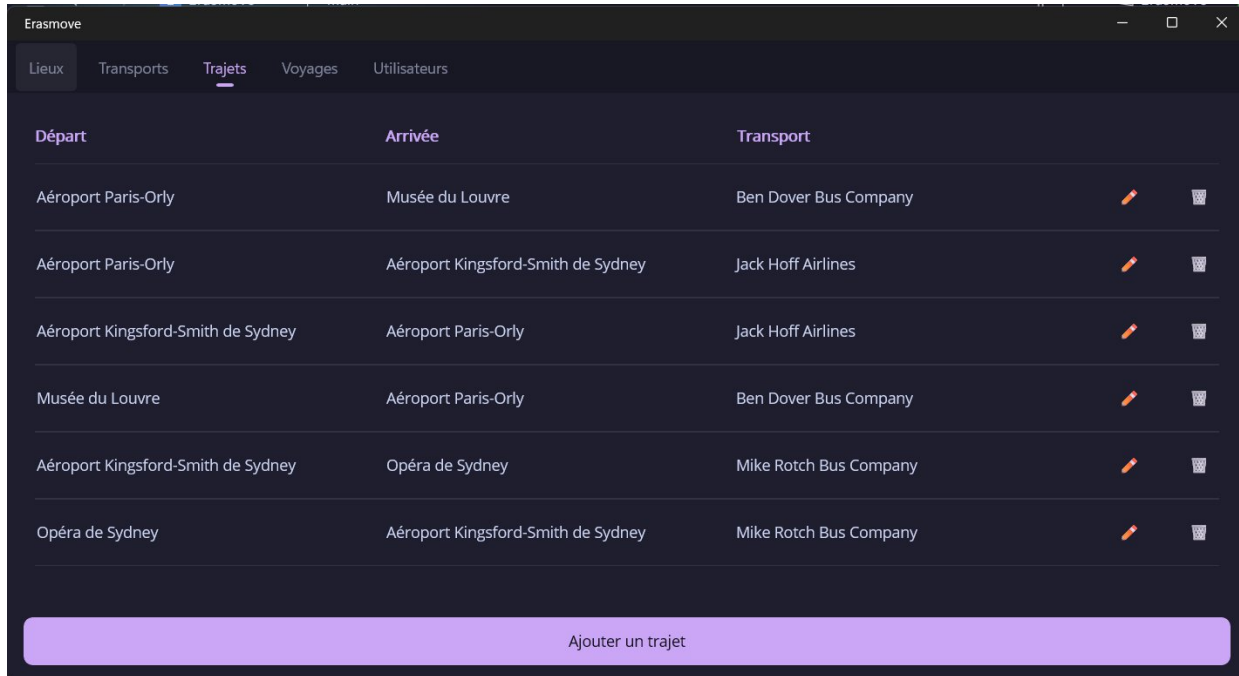 Erasmove
Lieux Transports Trajets Voyages Utilisateurs
Départ Arrivée Transport
Aéroport Paris-Orly Musée du Louvre Ben Dover Bus Company
Aéroport Paris-Orly Aéroport Kingsford-Smith de Sydney Jack Hoff Airlines
Aéroport Kingsford-Smith de Sydney Aéroport Paris-Orly Jack Hoff Airlines
Musée du Louvre Aéroport Paris-Orly Ben Dover Bus Company
Aéroport Kingsford-Smith de Sydney Opéra de Sydney Mike Rotch Bus Company
Opéra de Sydney Aéroport Kingsford-Smith de Sydney Mike Rotch Bus Company
Ajouter un trajet